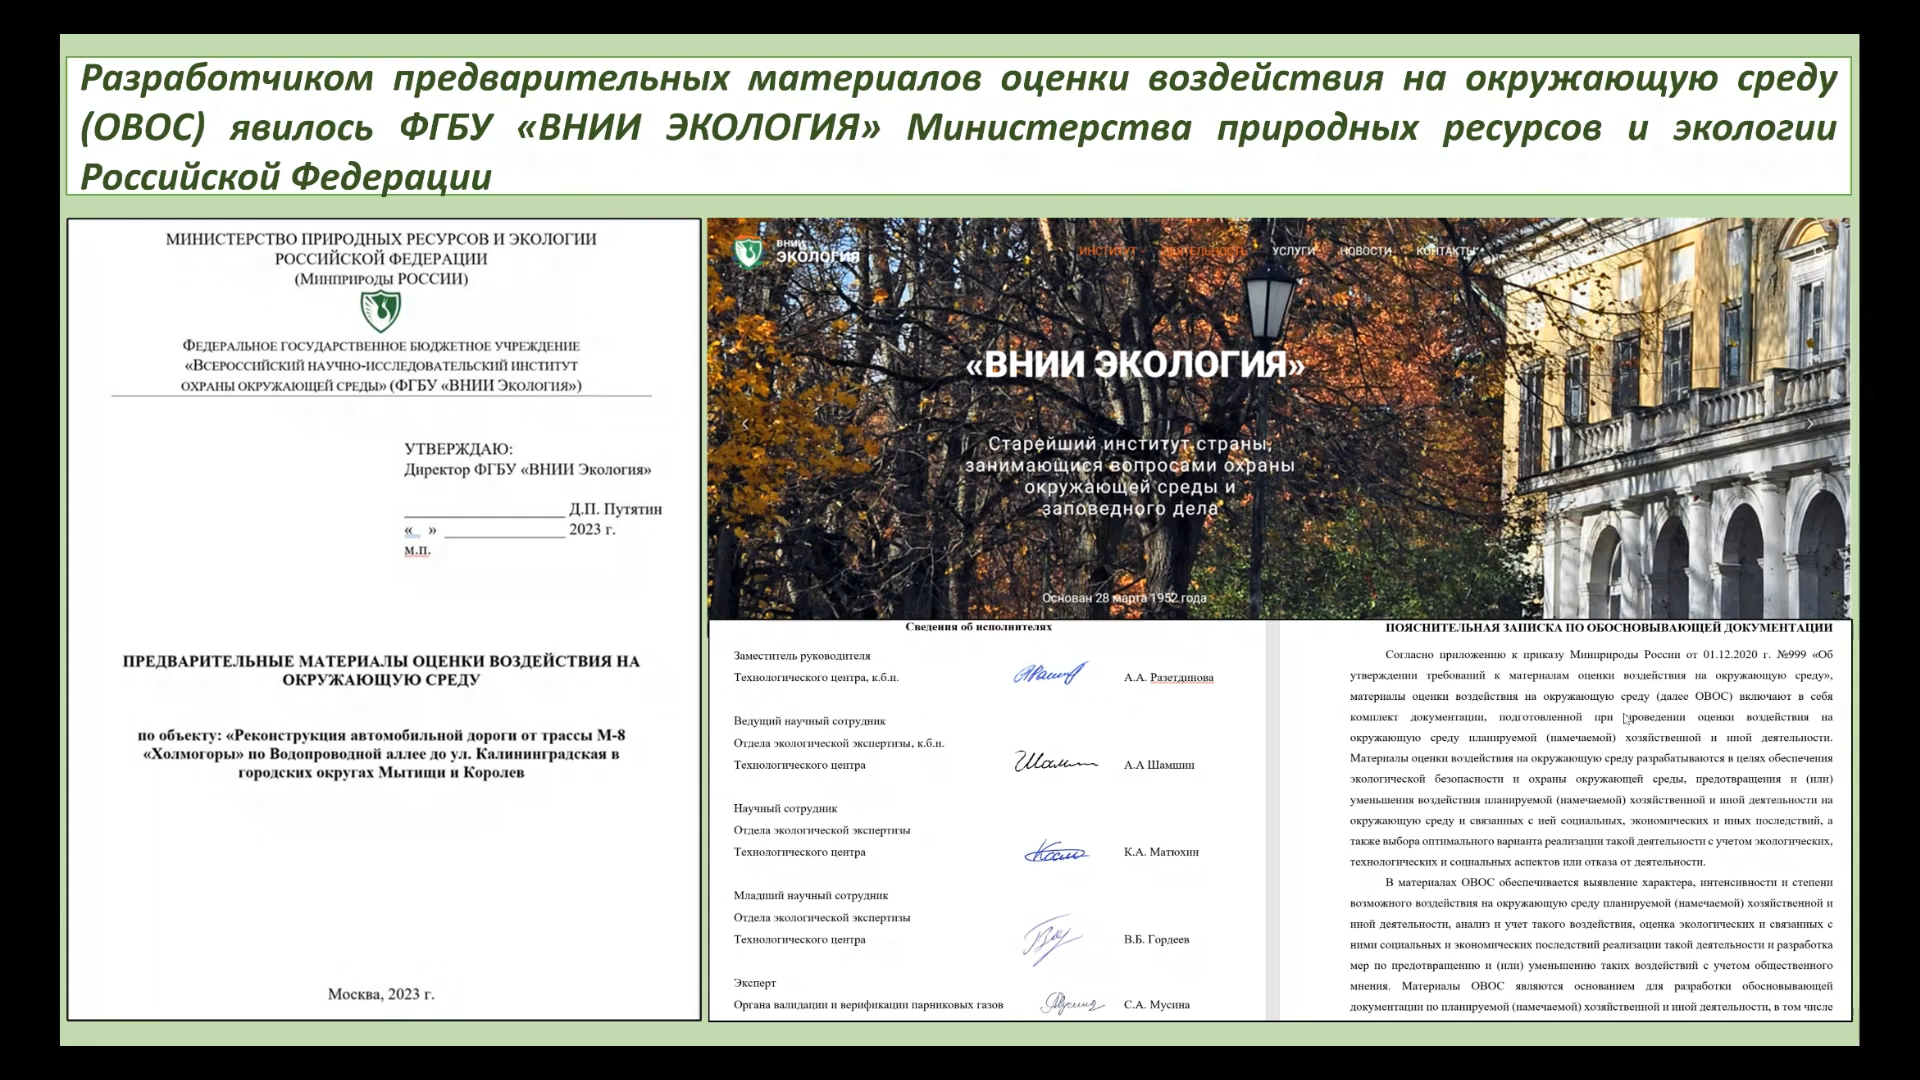 Разработчиком предварительных материалов оценки воздействия на окружающую среду
(ОВОС) явилось ФГБУ «ВНИИ ЭКОЛОГИЯ» Министерства природных ресурсов и экологии
Российской Федерации
МИНИСТЕРСТВО ПРИРОДНЫХ РЕСУРСОВ И ЭКОЛОГИИ
РОССИЙСКОЙ ФЕДЕРАЦИИ
(МИНПРИРОДЫ РОССИИ)
ФЕДЕРАЛЬНОЕ ГОСУДАРСТВЕННОЕ БЮДЖЕТНОЕ УЧРЕЖДЕНИЕ
«ВСЕРОССИЙСКИЙ НАУЧНО-ИССЛЕДОВАТЕЛЬСКИЙ ИНСТИТУТ
ОХРАНЫ ОКРУЖАЮЩЕЙ СРЕДЫ» (ФГБУ «ВНИИ ЭКОЛОГИЯ»)
УТВЕРЖДАЮ:
Директор ФГБУ «ВНИИ Экология»
________________ Д.П. Путятин
«_ » ____________ 2023 г.
м.п.
ПРЕДВАРИТЕЛЬНЫЕ МАТЕРИАЛЫ ОЦЕНКИ ВОЗДЕЙСТВИЯ НА
ОКРУЖАЮЩУЮ СРЕДУ
по объекту: «Реконструкция автомобильной дороги от трассы М-8
«Холмогоры» по Водопроводной аллее до ул. Калининградская в
городских округах Мытищи и Королев
Москва, 2023 г.
ВНИИ
ЭКОЛОГИЯ
ИНСТИТУТ ДЕЯТЕЛЬНОСТЬ УСЛУГИ НОВОСТИ КОНТАКТЫ
«ВНИИ ЭКОЛОГИЯ»
Старейший институт страны,
занимающися вопросами охраны
окружающей среды и
заповедного дела
Основан 28 марта 1952 года
Сведения об исполнителях
Заместитель руководителя
Технологического центра, к.б.н. А.А. Разетдинова
Ведущий научный сотрудник
Отдела экологической экспертизы, к.б.н.
Технологического центра А.А Шамшин
Научный сотрудник
Отдела экологической экспертизы
Технологического центра К.А. Матюхин
Младший научный сотрудник
Отдела экологической экспертизы
Технологического центра В.Б. Гордеев
Эксперт
Органа валидации и верификации парниковых газов С.А. Мусина
ПОЯСНИТЕЛЬНАЯ ЗАПИСКА ПО ОБОСНОВЫВАЮЩЕЙ ДОКУМЕНТАЦИИ
Согласно приложению к приказу Минприроды России от 01.12.2020 г. №999 «Об
утверждении требований к материалам оценки воздействия на окружающую среду»,
материалы оценки воздействия на окружающую среду (далее ОВОС) включают в себя
комплект документации, подготовленной при проведении оценки воздействия на
окружающую среду планируемой (намечаемой) хозяйственной и иной деятельности.
Материалы оценки воздействия на окружающую среду разрабатываются в целях обеспечения
экологической безопасности и охраны окружающей среды, предотвращения и (или)
уменьшения воздействия планируемой (намечаемой) хозяйственной и иной деятельности на
окружающую среду и связанных с ней социальных, экономических и иных последствий, а
также выбора оптимального варианта реализации такой деятельности с учетом экологических,
технологических и социальных аспектов или отказа от деятельности.
В материалах ОВОС обеспечивается выявление характера, интенсивности и степени
возможного воздействия на окружающую среду планируемой (намечаемой) хозяйственной и
иной деятельности, анализ и учет такого воздействия, оценка экологических и связанных с
ними социальных и экономических последствий реализации такой деятельности и разработка
мер по предотвращению и (или) уменьшению таких воздействий с учетом общественного
мнения. Материалы ОВОС являются основанием для разработки обосновывающей
документации по планируемой (намечаемой) хозяйственной и иной деятельности, в том числе